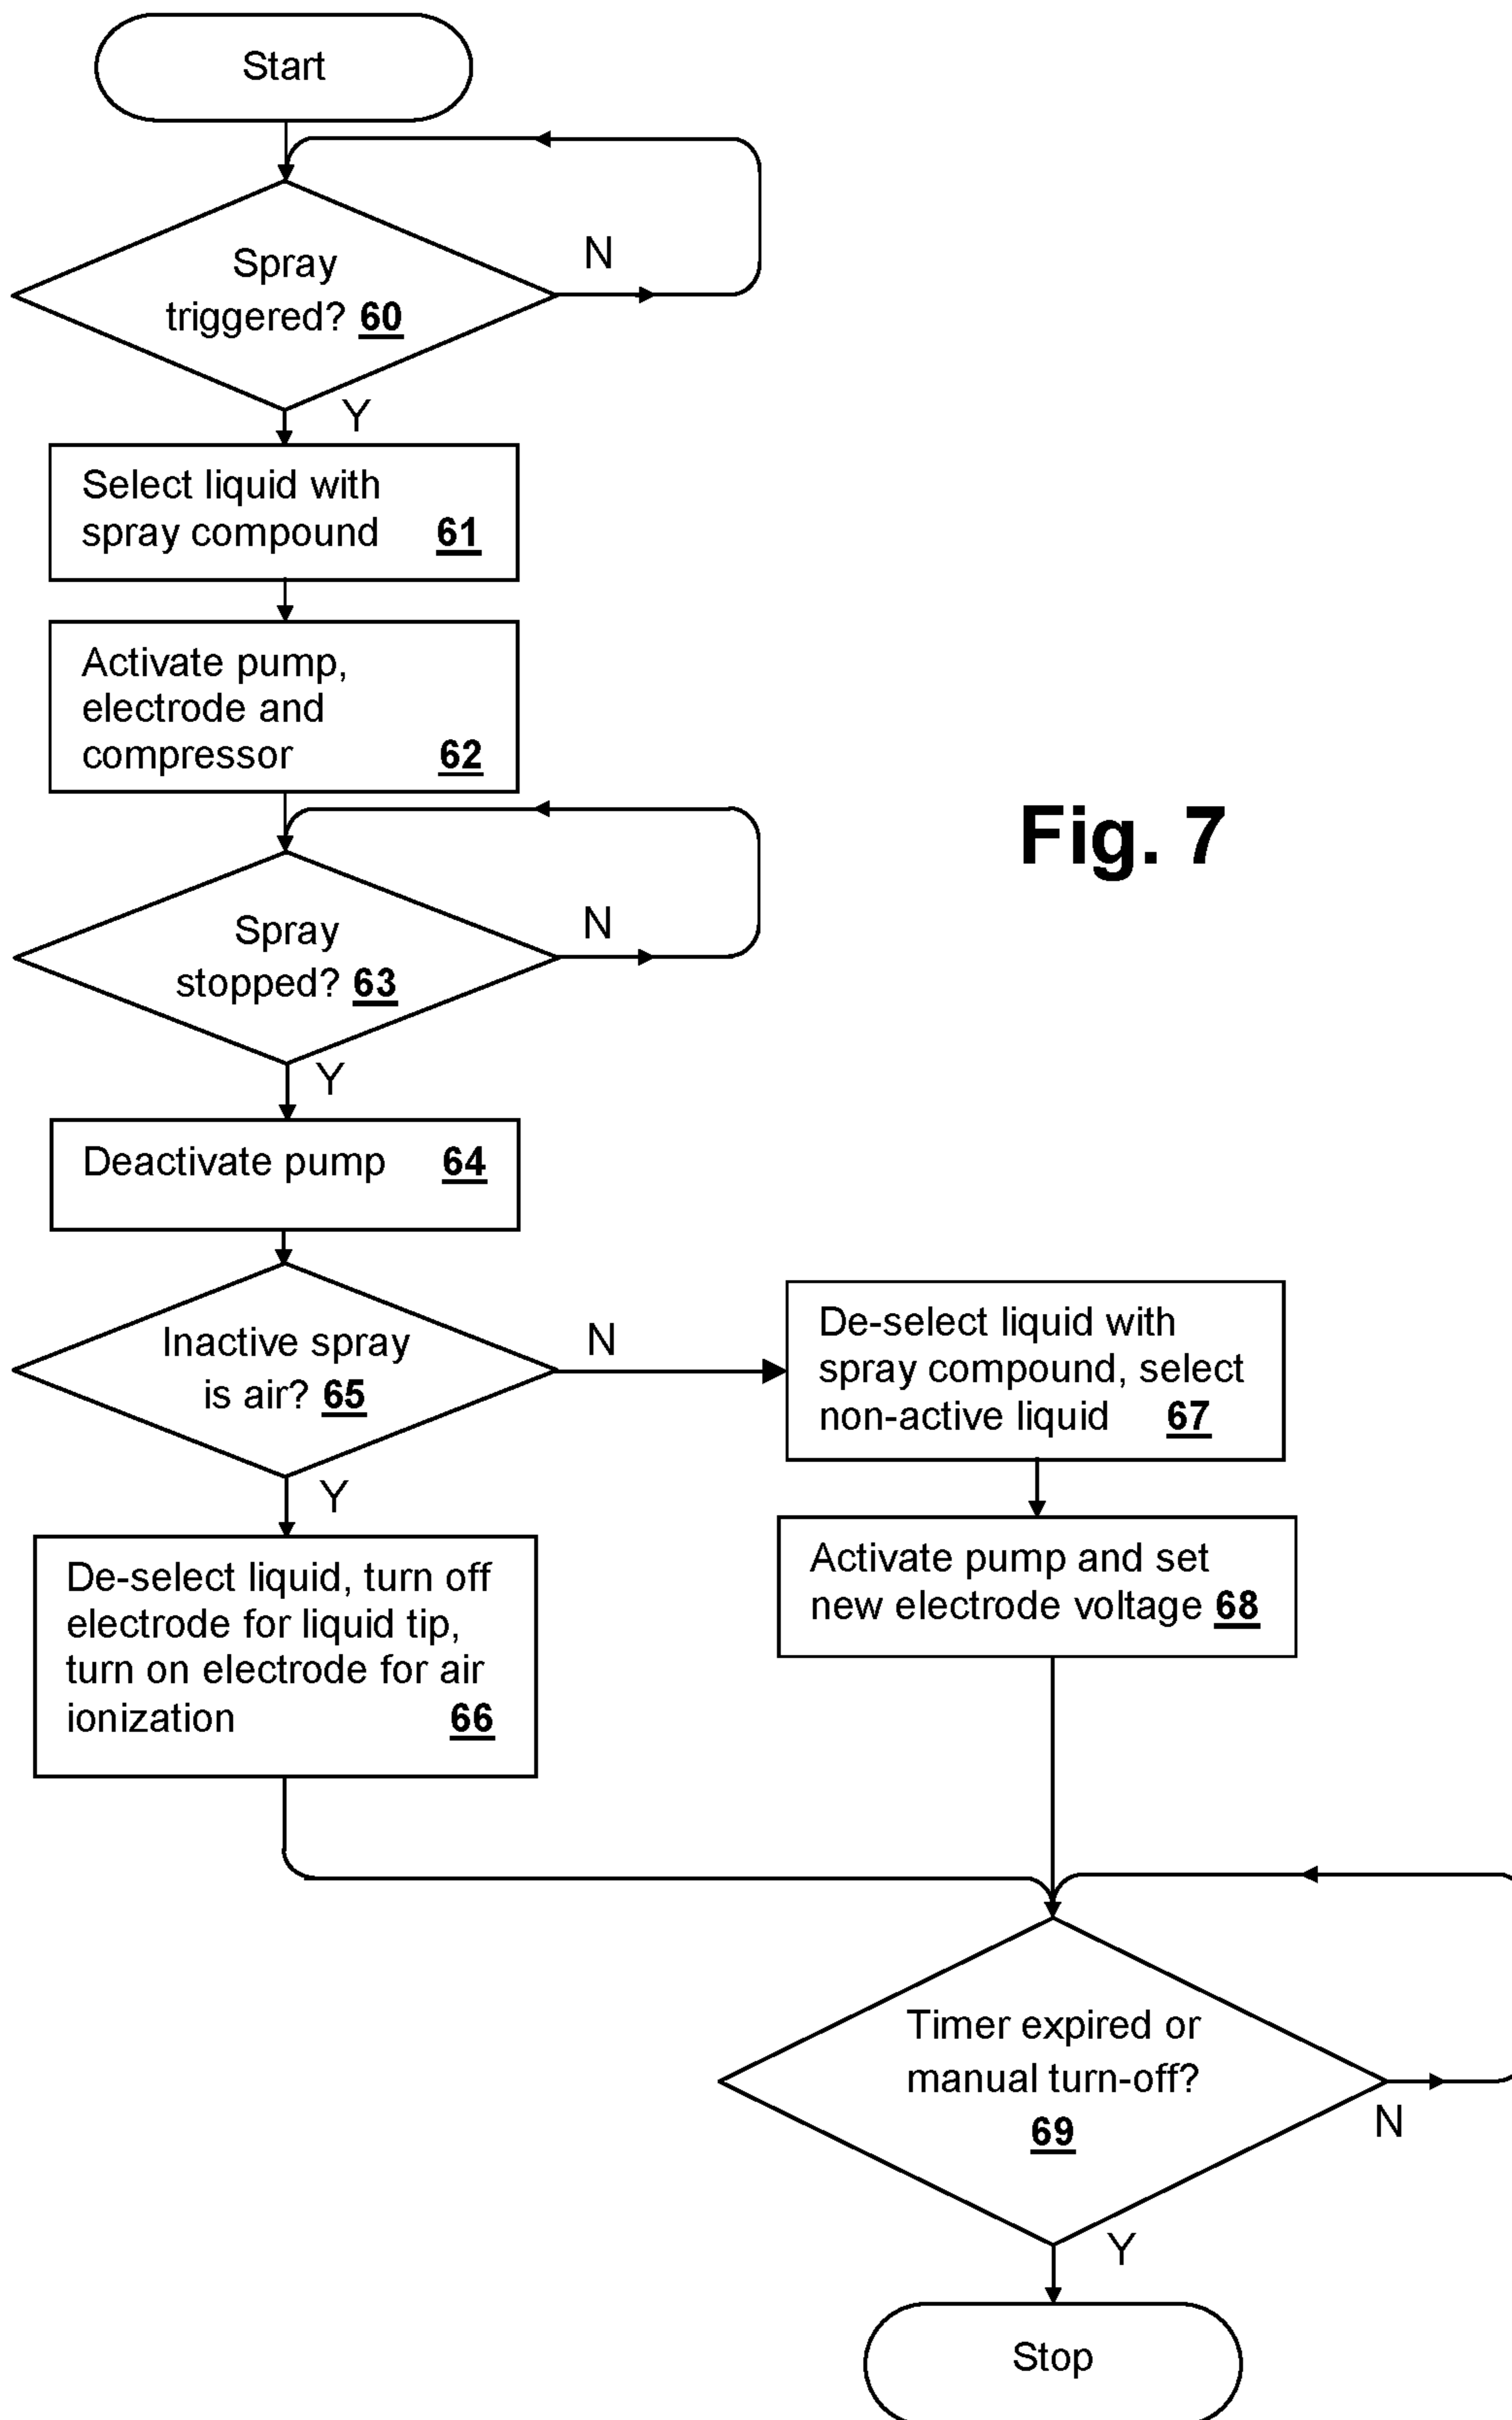 Start
Spray
triggered? 60
N
Y
Select liquid with
spray compound 61
Activate pump,
electrode and
compressor 62
Fig. 7
Spray
stopped? 63
N
Y
Deactivate pump 64
Inactive spray
is air? 65
N
Y
De-select liquid with
spray compound, select
non-active liquid 67
Activate pump and set
new electrode voltage 68
De-select liquid, turn off
electrode for liquid tip,
turn on electrode for air
ionization 66
Timer expired or
manual turn-off?
69
N
Y
Stop